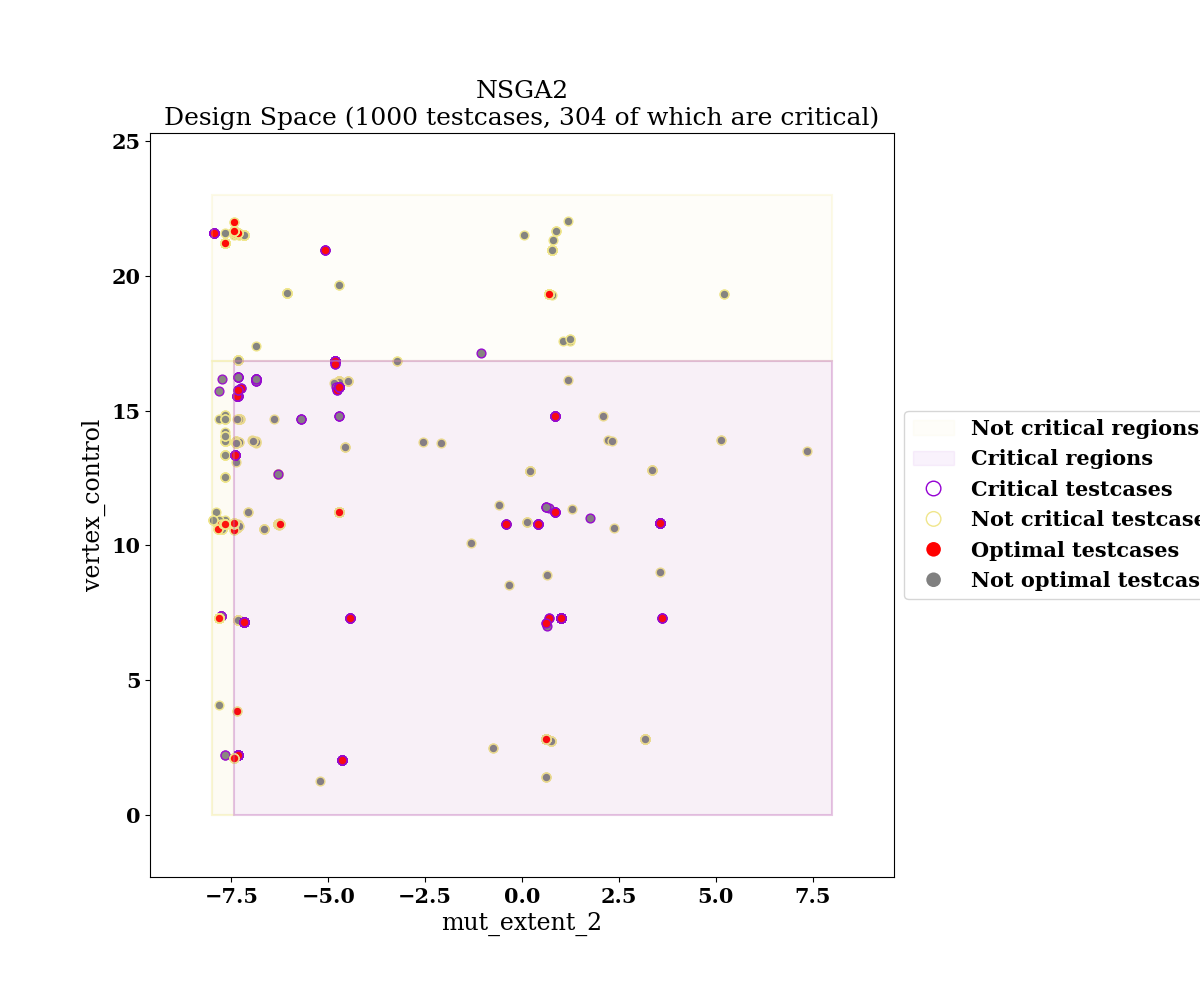 NSGA2
Design Space (1000 testcases, 304 of which are critical)
25
20
15
10
5
0
vertex_control
−7.5
−5.0
−2.5
0.0
2.5
5.0
7.5
mut_extent_2
Not critical regions
Critical regions
Critical testcases
Not critical testcase
Optimal testcases
Not optimal testcas